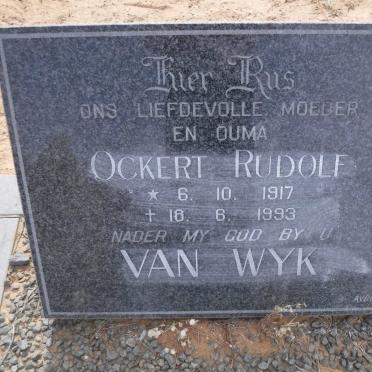 Hier Rus
ONS LIEFDEVOLLE MOEDER
EN OUMA
OCKERT RUDOLF
* 6. 10. 1917
† 18. 6. 1993
NADER MY GOD BY U
VAN WYK